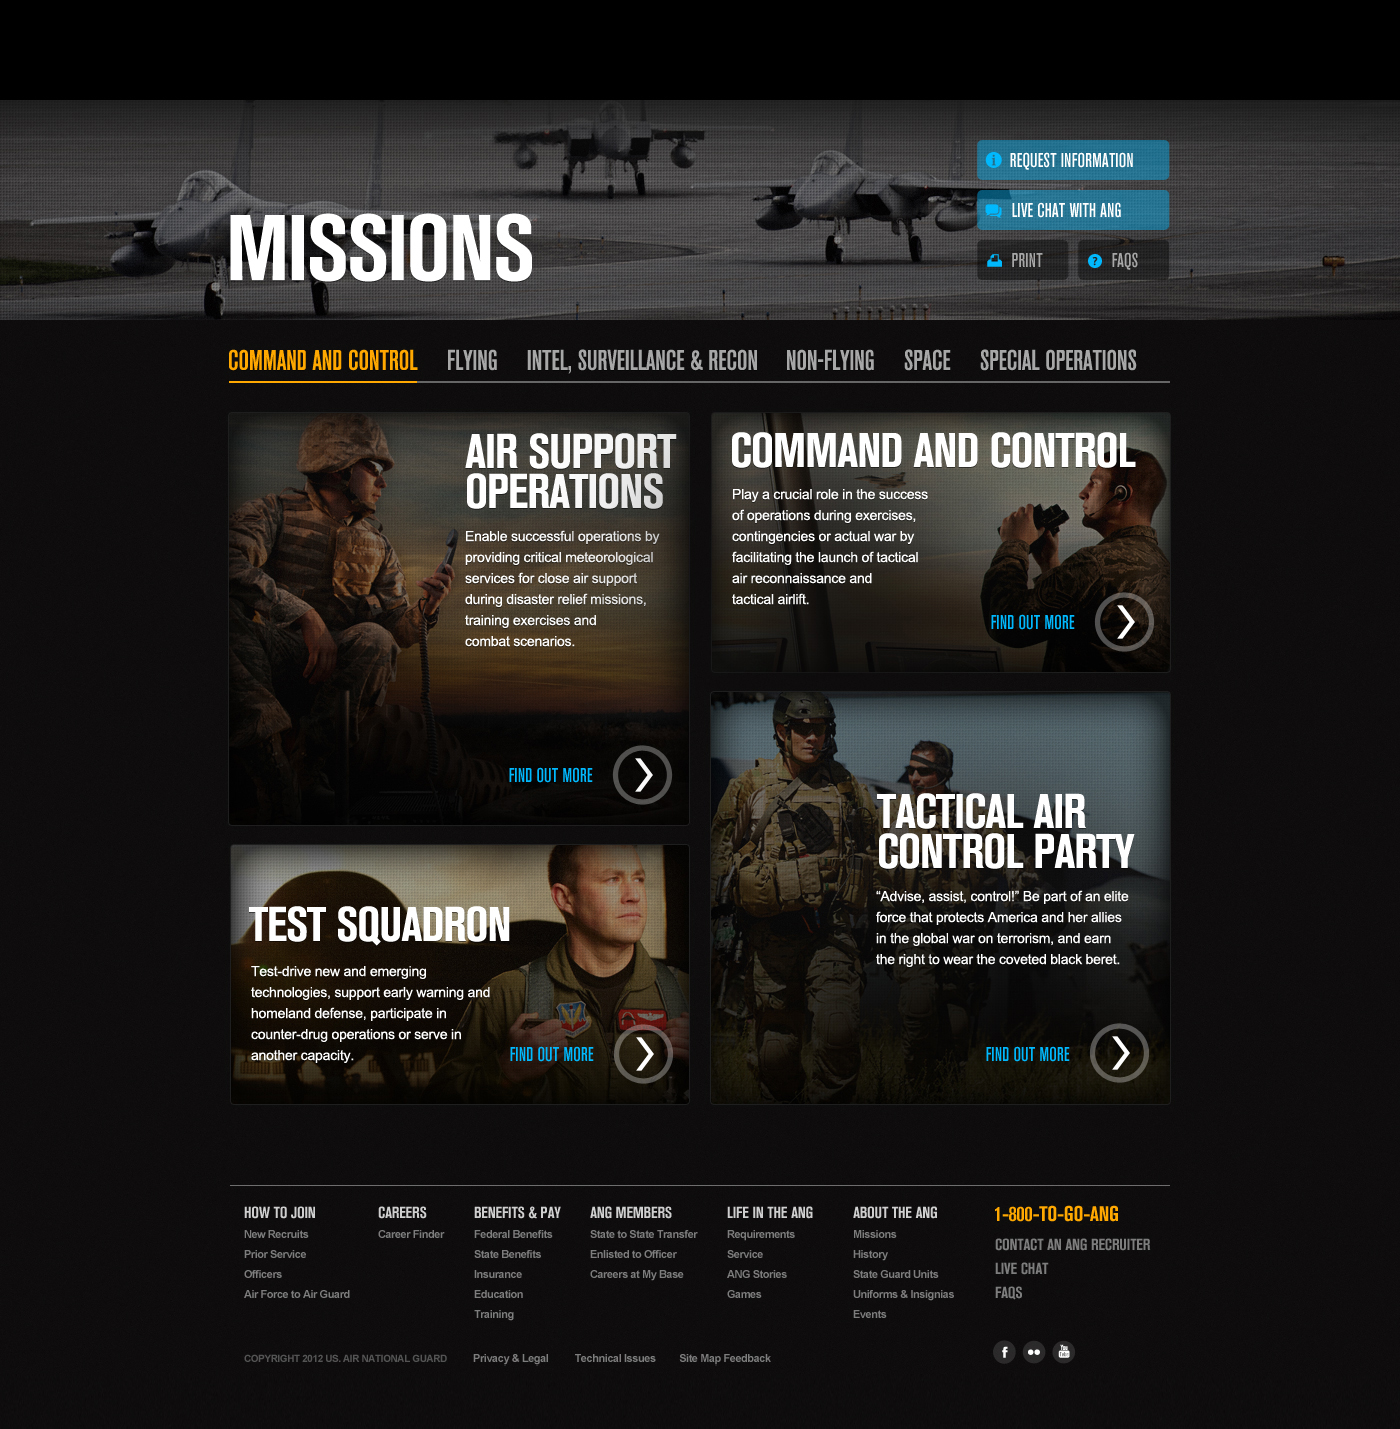 MISSIONS
REQUEST INFORMATION
LIVE CHAT WITH ANG
PRINT
FAQS
COMMAND AND CONTROL
FLYING
INTEL, SURVEILLANCE & RECON
NON-FLYING
SPACE
SPECIAL OPERATIONS
AIR SUPPORT
OPERATIONS
Enable successful operations by
providing critical meteorological
services for close air support
during disaster relief missions,
training exercises and
combat scenarios.
FIND OUT MORE
COMMAND AND CONTROL
Play a crucial role in the success
of operations during exercises,
contingencies or actual war by
facilitating the launch of tactical
air reconnaissance and
tactical airlift.
FIND OUT MORE
TEST SQUADRON
Test-drive new and emerging
technologies, support early warning and
homeland defense, participate in
counter-drug operations or serve in
another capacity.
FIND OUT MORE
TACTICAL AIR
CONTROL PARTY
“Advise, assist, control!” Be part of an elite
force that protects America and her allies
in the global war on terrorism, and earn
the right to wear the coveted black beret.
FIND OUT MORE
HOW TO JOIN
New Recruits
Prior Service
Officers
Air Force to Air Guard
CAREERS
Career Finder
BENEFITS & PAY
Federal Benefits
State Benefits
Insurance
Education
Training
ANG MEMBERS
State to State Transfer
Enlisted to Officer
Careers at My Base
LIFE IN THE ANG
Requirements
Service
ANG Stories
Games
ABOUT THE ANG
Missions
History
State Guard Units
Uniforms & Insignias
Events
1-800-TO-GO-ANG
CONTACT AN ANG RECRUITER
LIVE CHAT
FAQS
COPYRIGHT 2012 US. AIR NATIONAL GUARD
Privacy & Legal
Technical Issues
Site Map Feedback